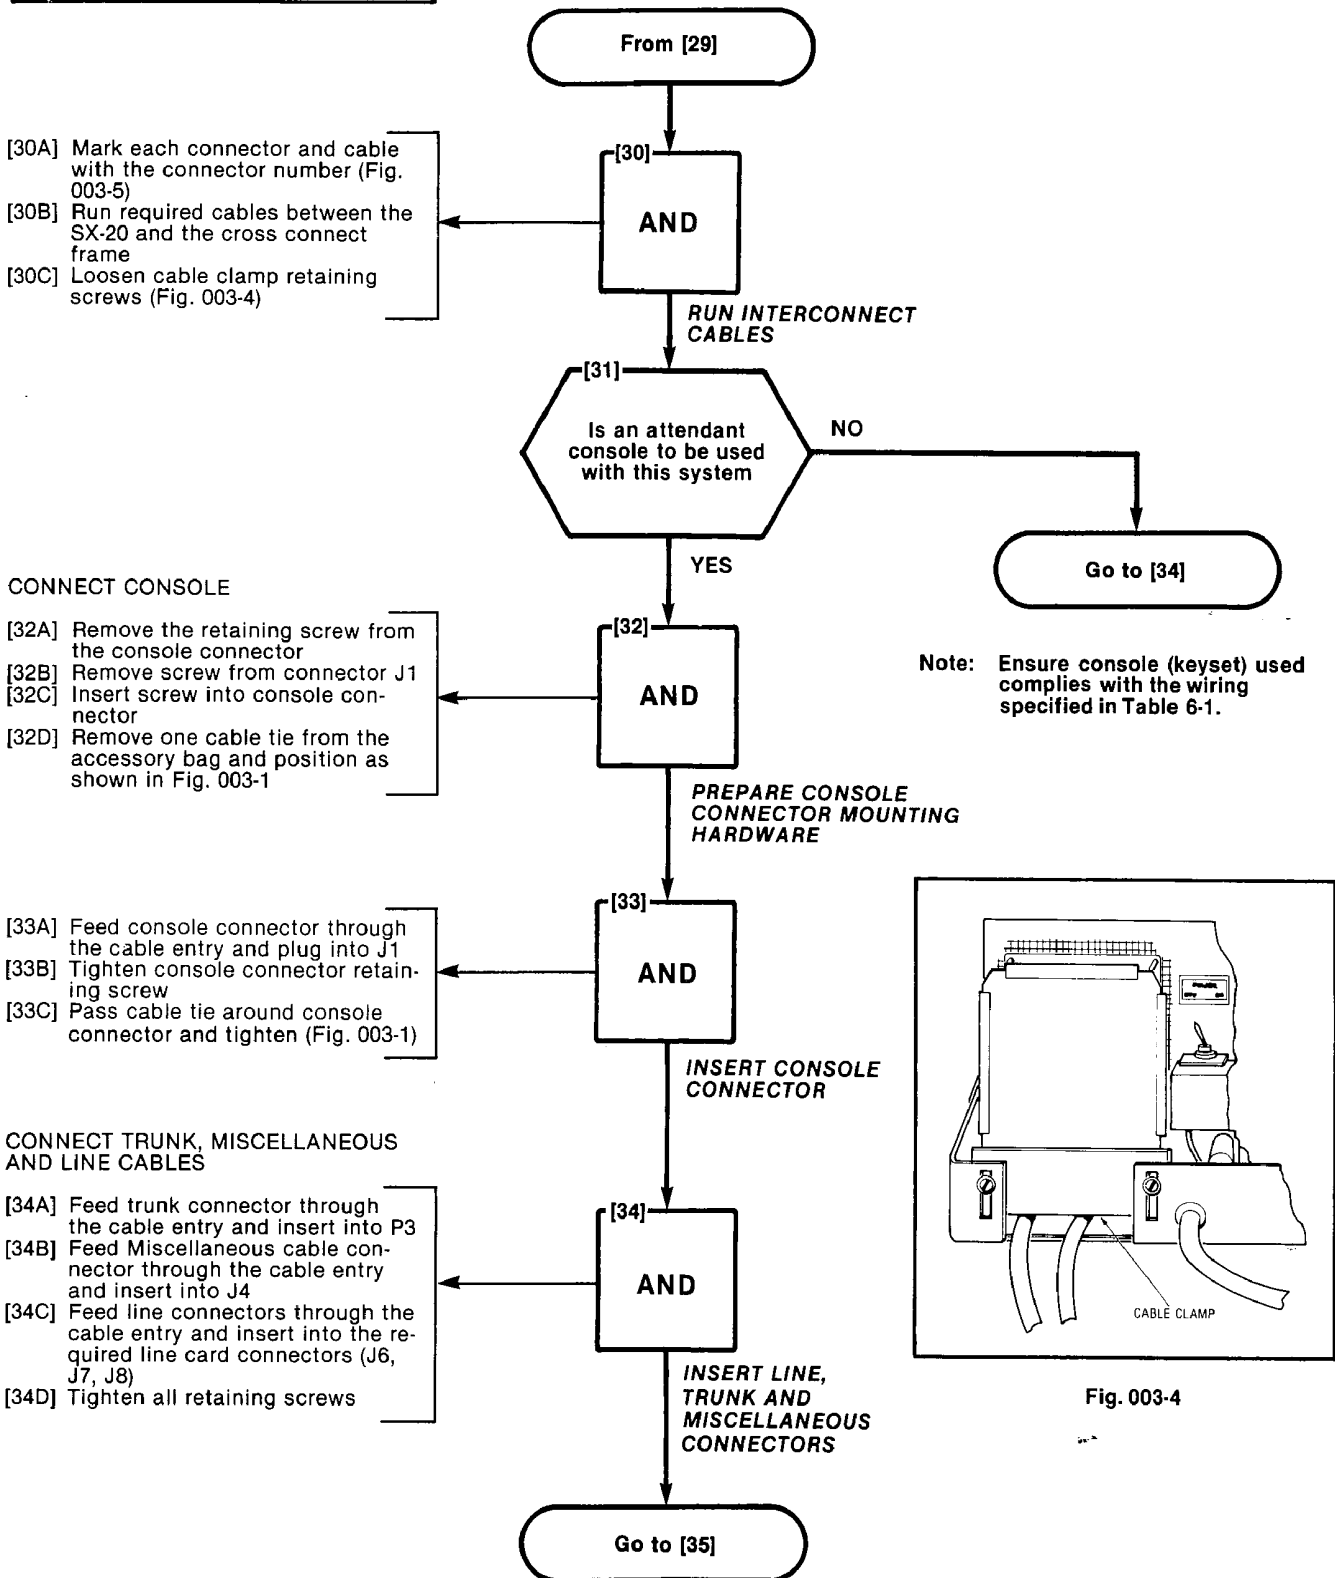 From [29]
[30A] Mark each connector and cable
with the connector number (Fig.
003-5)
[30B] Run required cables between the
SX-20 and the cross connect
frame
[30C] Loosen cable clamp retaining
screws (Fig. 003-4)
[30]
AND
RUN INTERCONNECT
CABLES
[31]
Is an attendant
console to be used
with this system
NO
Go to [34]
YES
Note: Ensure console (keyset) used
complies with the wiring
specified in Table 6-1.
CONNECT CONSOLE
[32A] Remove the retaining screw from
the console connector
[32B] Remove screw from connector J1
[32C] Insert screw into console con-
nector
[32D] Remove one cable tie from the
accessory bag and position as
shown in Fig. 003-1
[32]
AND
PREPARE CONSOLE
CONNECTOR MOUNTING
HARDWARE
[33A] Feed console connector through
the cable entry and plug into J1
[33B] Tighten console connector retain-
ing screw
[33C] Pass cable tie around console
connector and tighten (Fig. 003-1)
[33]
AND
INSERT CONSOLE
CONNECTOR
CONNECT TRUNK, MISCELLANEOUS
AND LINE CABLES
[34A] Feed trunk connector through
the cable entry and insert into P3
[34B] Feed Miscellaneous cable con-
nector through the cable entry
and insert into J4
[34C] Feed line connectors through the
cable entry and insert into the re-
quired line card connectors (J6,
J7, J8)
[34D] Tighten all retaining screws
[34]
AND
INSERT LINE,
TRUNK AND
MISCELLANEOUS
CONNECTORS
Go to [35]
CABLE CLAMP
Fig. 003-4